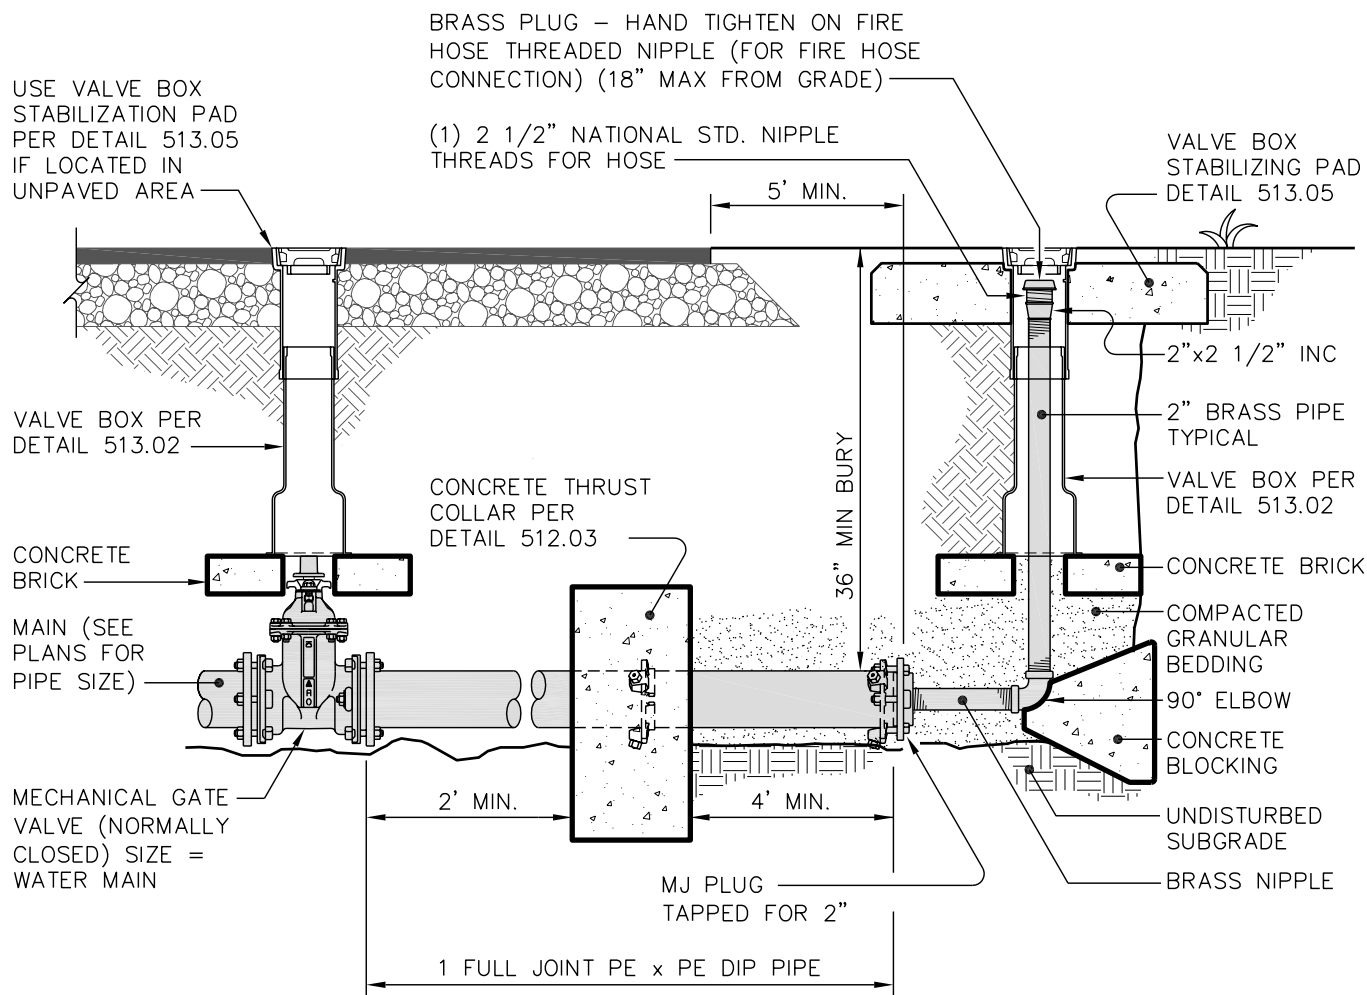 BRASS PLUG – HAND TIGHTEN ON FIRE
HOSE THREADED NIPPLE (FOR FIRE HOSE
CONNECTION) (18" MAX FROM GRADE)
USE VALVE BOX
STABILIZATION PAD
PER DETAIL 513.05
IF LOCATED IN
UNPAVED AREA
(1) 2 1/2" NATIONAL STD. NIPPLE
THREADS FOR HOSE
VALVE BOX
STABILIZING PAD
DETAIL 513.05
5' MIN.
2"x2 1/2" INC
VALVE BOX PER
DETAIL 513.02
2" BRASS PIPE
TYPICAL
36" MIN BURY
CONCRETE THRUST
COLLAR PER
DETAIL 512.03
VALVE BOX PER
DETAIL 513.02
CONCRETE
BRICK
CONCRETE BRICK
MAIN (SEE
PLANS FOR
PIPE SIZE)
COMPACTED
GRANULAR
BEDDING
90° ELBOW
CONCRETE
BLOCKING
MECHANICAL GATE
VALVE (NORMALLY
CLOSED) SIZE =
WATER MAIN
2' MIN.
4' MIN.
UNDISTURBED
SUBGRADE
MJ PLUG
TAPPED FOR 2"
BRASS NIPPLE
1 FULL JOINT PE x PE DIP PIPE